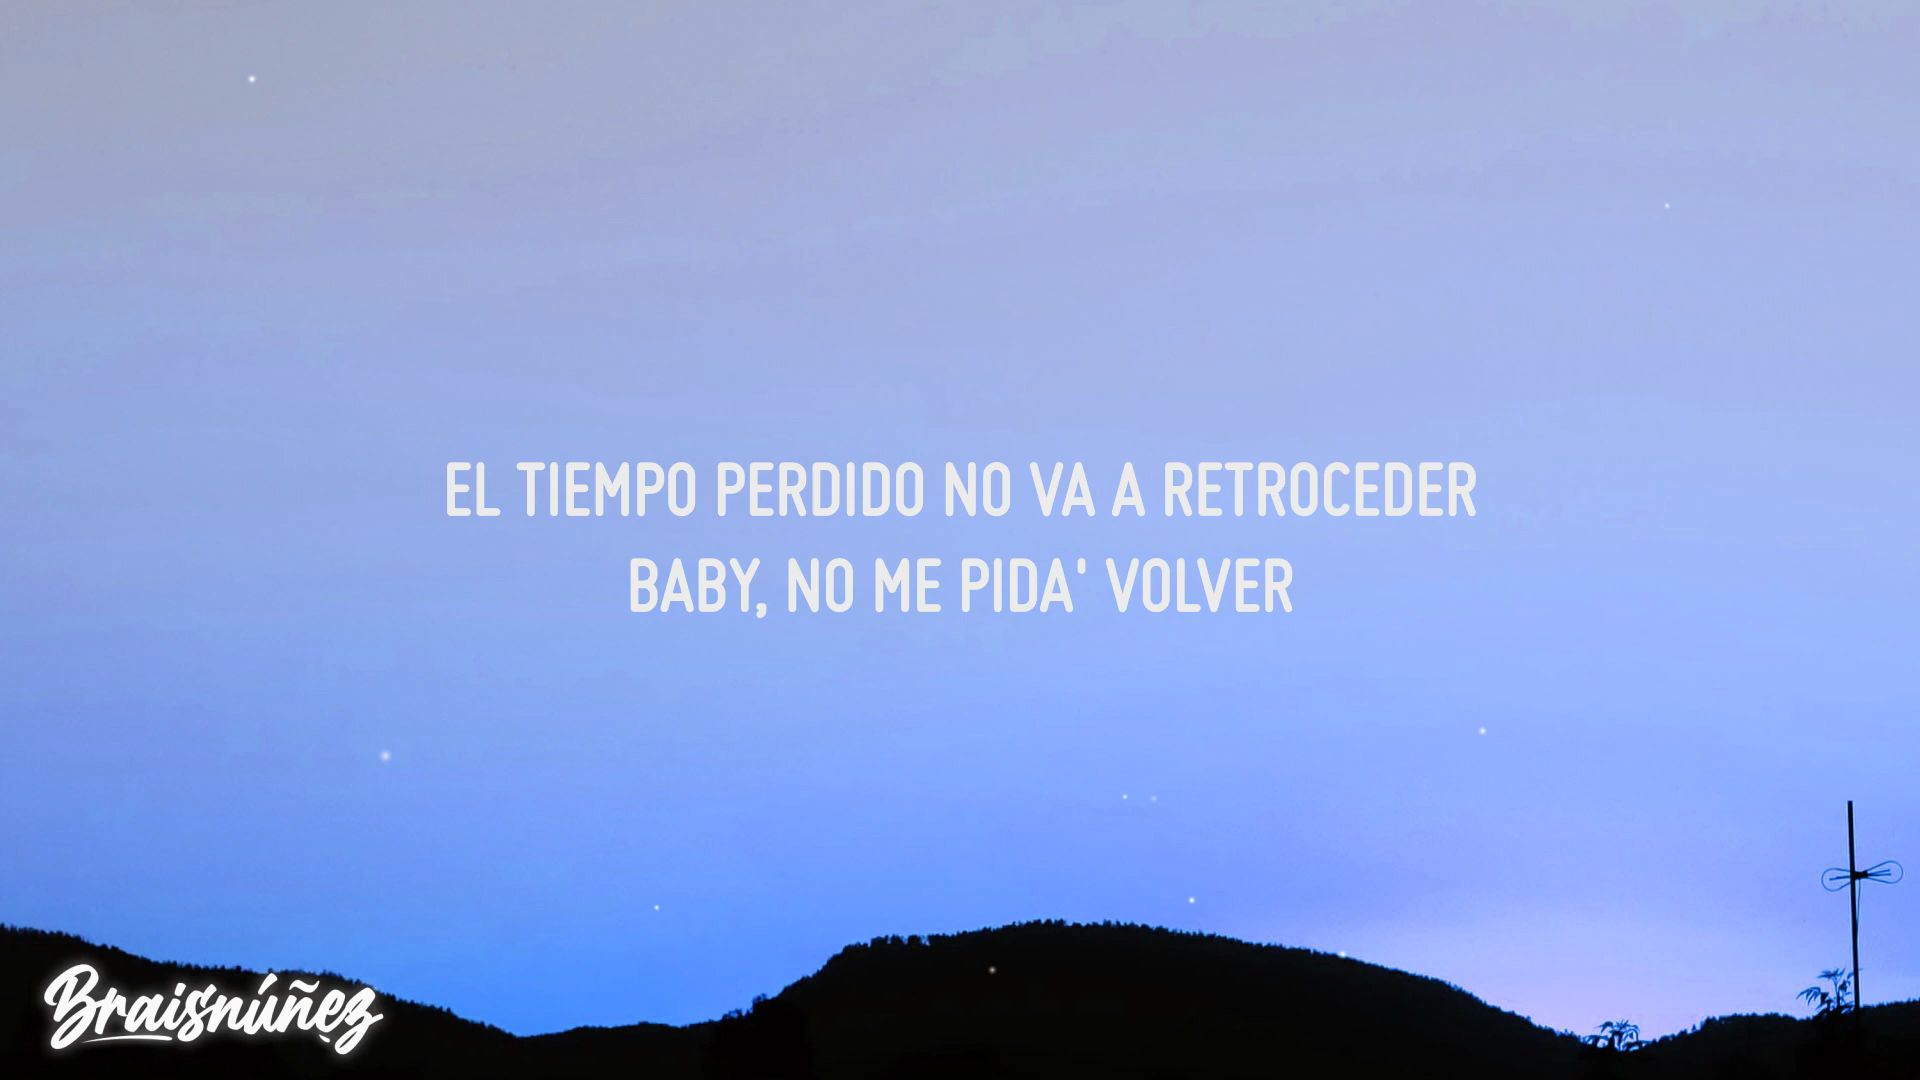 EL TIEMPO PERDIDO NO VA A RETROCEDER
BABY, NO ME PIDA' VOLVER
Braisnúñez